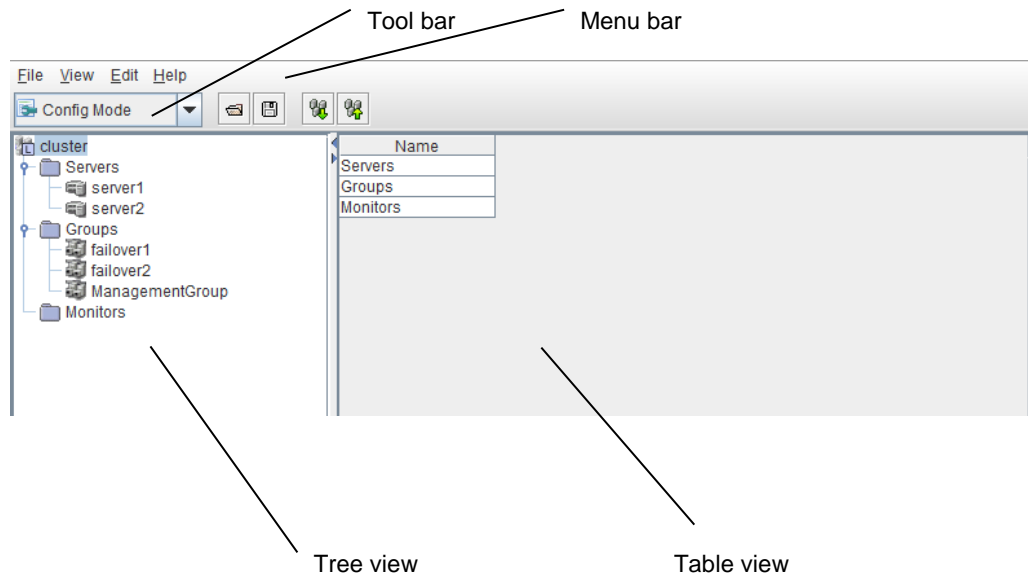 Tool bar Menu bar
File View Edit Help
Config Mode
cluster
Servers
server1
server2
Groups
failover1
failover2
ManagementGroup
Monitors
Name
Servers
Groups
Monitors
Tree view Table view